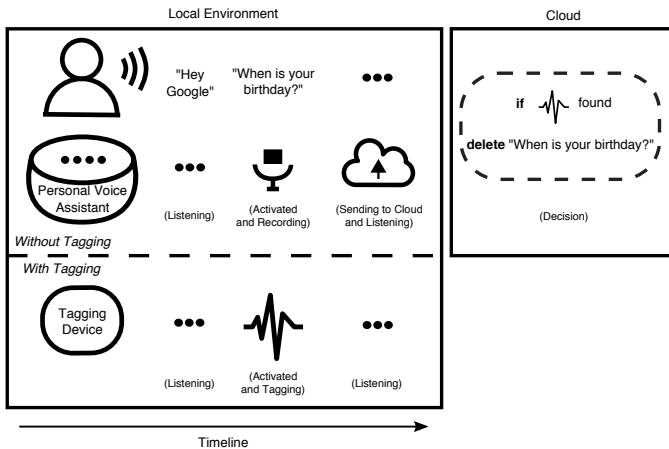 Local Environment
Cloud
"Hey
Google"
"When is your
birthday?"
if found
delete "When is your birthday?"
(Decision)
Personal Voice
Assistant
(Listening)
(Activated
and Recording)
(Sending to Cloud
and Listening)
Without Tagging
With Tagging
Tagging
Device
(Listening)
(Activated
and Tagging)
(Listening)
Timeline